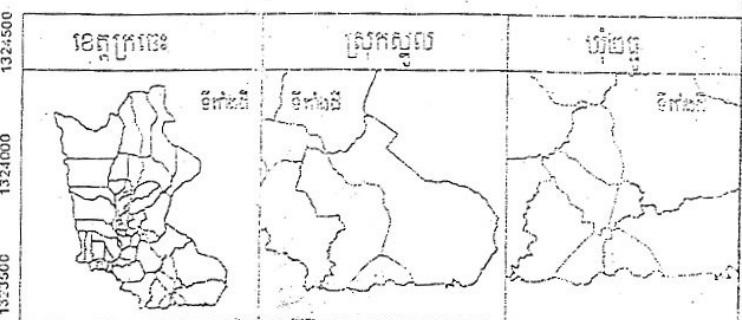 ខេត្តក្រចេះ
ស្រុកស្នួល
ទីតាំងដី
ទីតាំងដី
ទីតាំងដី
1324500
1324000
1323500